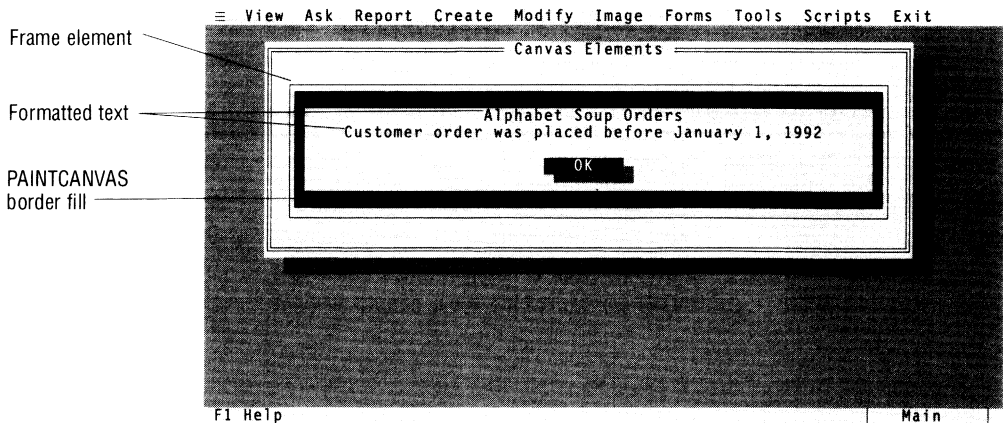 ≡ View Ask Report Create Modify Image Forms Tools Scripts Exit
Frame element
Canvas Elements
Formatted text
Alphabet Soup Orders
Customer order was placed before January 1, 1992
OK
PAINTCANVAS
border fill
F1 Help
Main